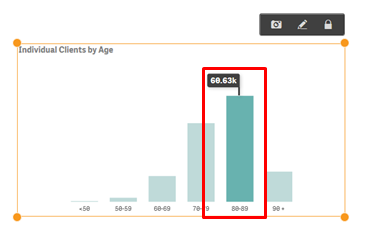 Individual Clients by Age
60.63k
<50 50-59 60-69 70-79 80-89 90 +